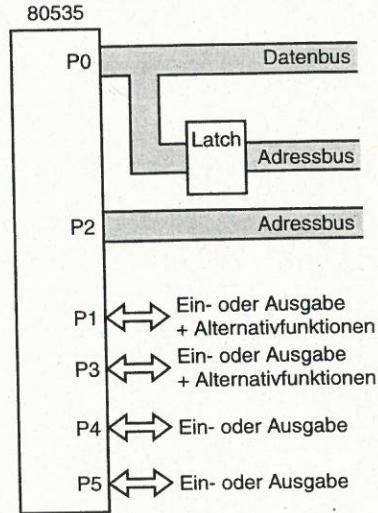 80535
P0
Datenbus
Latch
Adressbus
P2
Adressbus
P1
Ein- oder Ausgabe
+ Alternativfunktionen
P3
Ein- oder Ausgabe
+ Alternativfunktionen
P4
Ein- oder Ausgabe
P5
Ein- oder Ausgabe